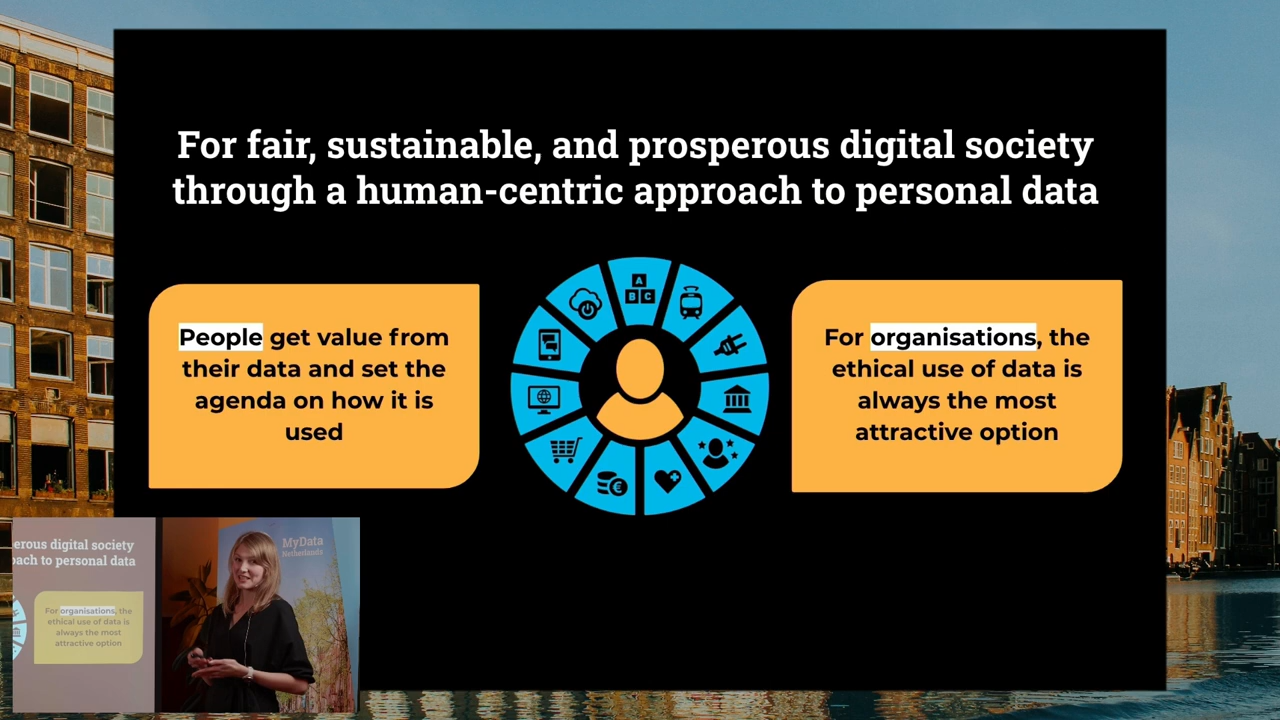 For fair, sustainable, and prosperous digital society
through a human-centric approach to personal data
A
B C
People get value from
their data and set the
agenda on how it is
used
For organisations, the
ethical use of data is
always the most
attractive option
erous digital society
oach to personal data
For organisations, the
ethical use of data is
always the most
attractive option
MyData
Netherlands